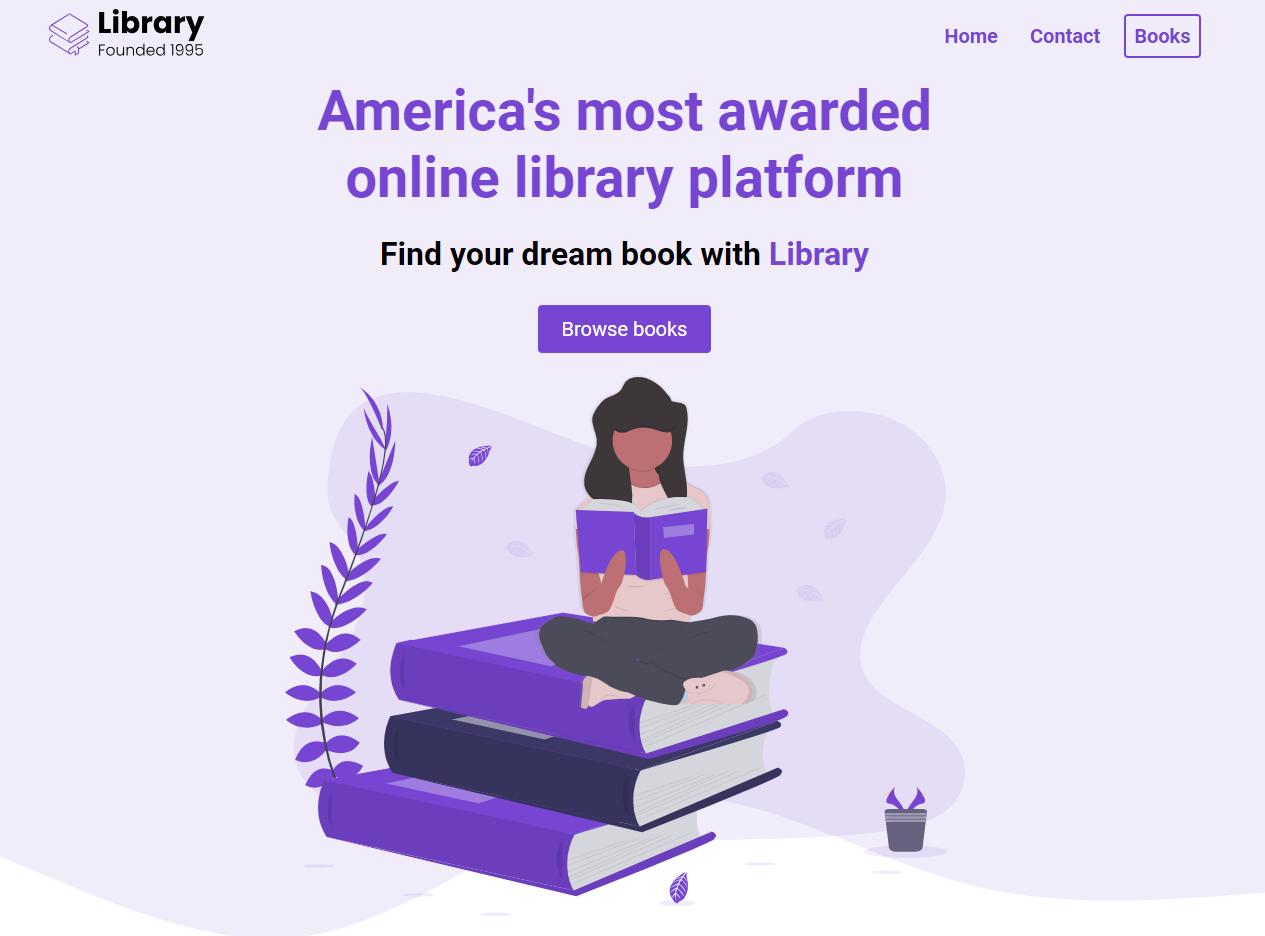 Library
Founded 1995
Home
Contact
Books
America's most awarded
online library platform
Find your dream book with Library
Browse books